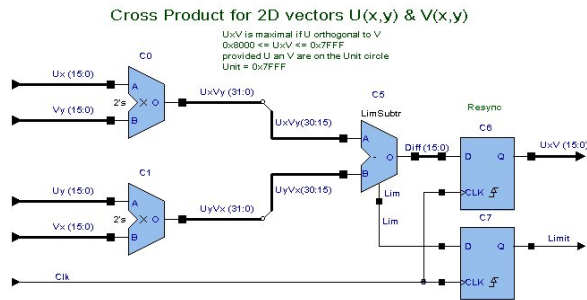 Cross Product for 2D vectors U(x,y) & V(x,y)
UxV is maximal if U orthogonal to V
0x8000 <= UxV <= 0x7FFF
provided U an V are on the Unit circle
Unit = 0x7FFF
C0
Ux (15:0)
A
2's
X
O
UxVy (31:0)
Vy (15:0)
B
UxVy(30:15)
C5
LimSubtr
A
-
O
B
Lim
Lim
Diff (15:0)
Resync
C6
D
Q
UxV (15:0)
CLK
C1
Uy (15:0)
A
2's
X
O
UyVx (31:0)
Vx (15:0)
B
UyVx(30:15)
C7
D
Q
Limit
CLK
Clk